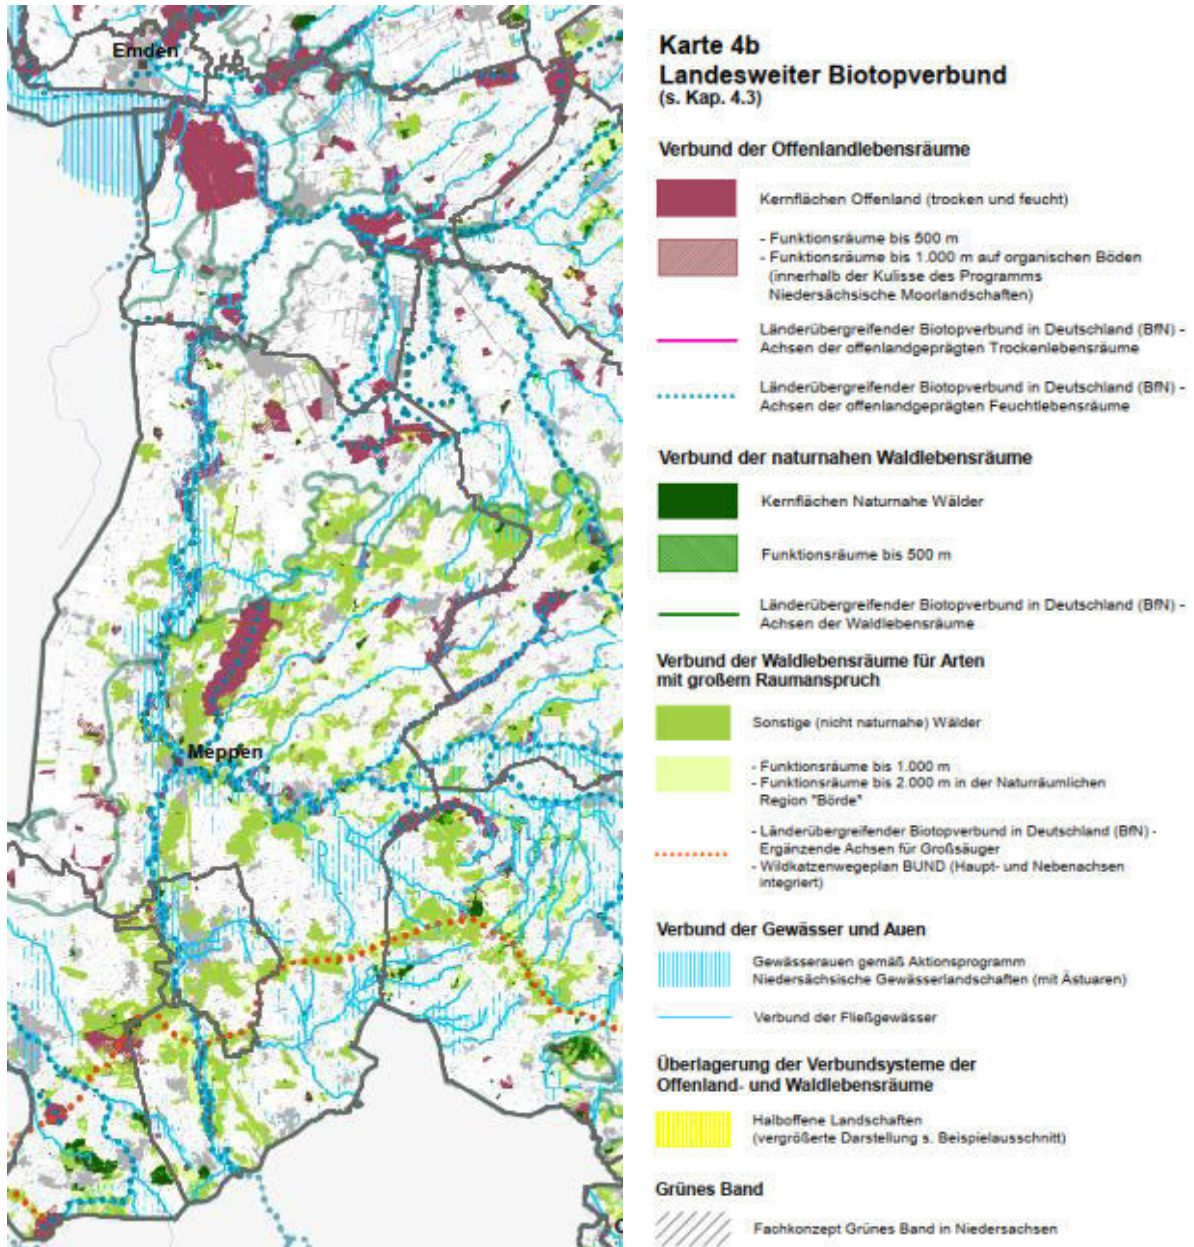 Emden
Meppen
Karte 4b
Landesweiter Biotopverbund
(s. Kap. 4.3)
Verbund der Offenlandlebensräume
Kernflächen Offenland (trocken und feucht)
- Funktionsräume bis 500 m
- Funktionsräume bis 1.000 m auf organischen Böden
(innerhalb der Kulisse des Programms
Niedersächsische Moorlandschaften)
Länderübergreifender Biotopverbund in Deutschland (BfN) -
Achsen der offenlandgeprägten Trockenlebensräume
Länderübergreifender Biotopverbund in Deutschland (BfN) -
Achsen der offenlandgeprägten Feuchtlebensräume
Verbund der naturnahen Waldlebensräume
Kernflächen Naturnahe Wälder
Funktionsräume bis 500 m
Länderübergreifender Biotopverbund in Deutschland (BfN) -
Achsen der Waldlebensräume
Verbund der Waldlebensräume für Arten
mit großem Raumanspruch
Sonstige (nicht naturnahe) Wälder
- Funktionsräume bis 1.000 m
- Funktionsräume bis 2.000 m in der Naturräumlichen
Region "Börde"
- Länderübergreifender Biotopverbund in Deutschland (BfN) -
Ergänzende Achsen für Großsäuger
- Wildkatzenwegeplan BUND (Haupt- und Nebenachsen
integriert)
Verbund der Gewässer und Auen
Gewässerauen gemäß Aktionsprogramm
Niedersächsische Gewässerlandschaften (mit Ästuaren)
Verbund der Fließgewässer
Überlagerung der Verbundsysteme der
Offenland- und Waldlebensräume
Halboffene Landschaften
(vergrößerte Darstellung s. Beispielausschnitt)
Grünes Band
Fachkonzept Grünes Band in Niedersachsen